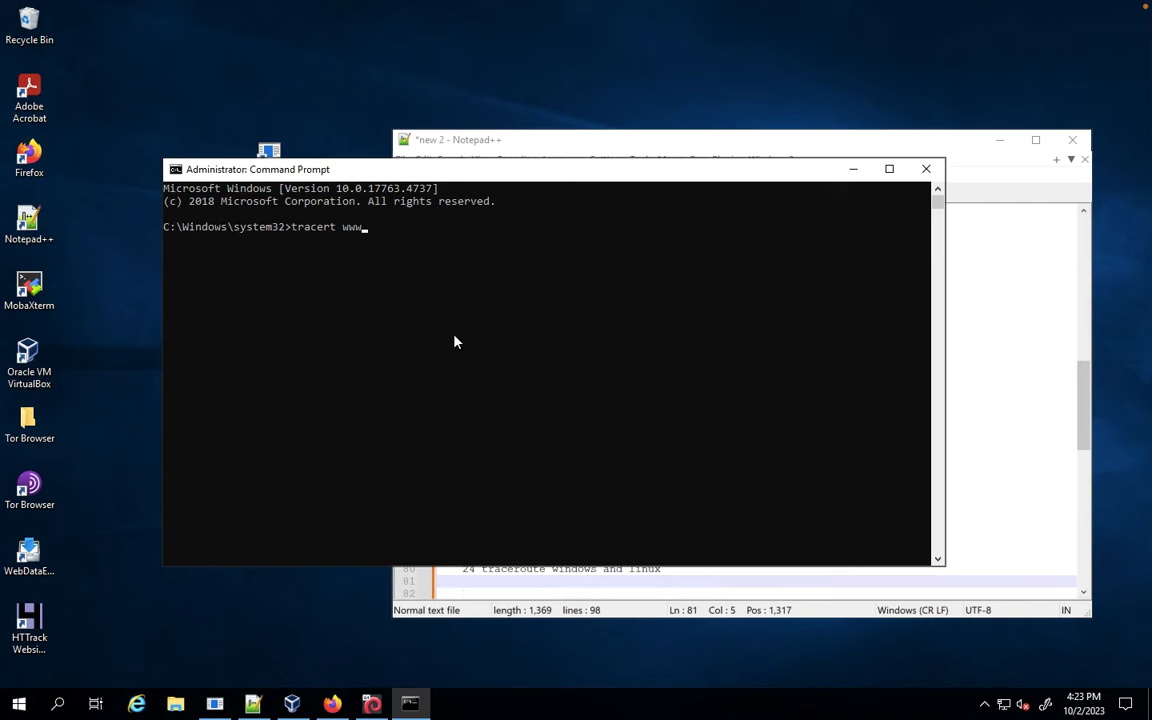 Recycle Bin
Adobe
Acrobat
Firefox
Notepad++
MobaXterm
Oracle VM
VirtualBox
Tor Browser
Tor Browser
WebDataE...
HTTrack
Websi...
*new 2 - Notepad++
Administrator: Command Prompt
Microsoft Windows [Version 10.0.17763.4737]
(c) 2018 Microsoft Corporation. All rights reserved.
C:\Windows\system32>tracert www
24 traceroute windows and linux
81
82
Normal text file length : 1,369 lines : 98 Ln : 81 Col : 5 Pos : 1,317 Windows (CR LF) UTF-8 IN
4:23 PM
10/2/2023